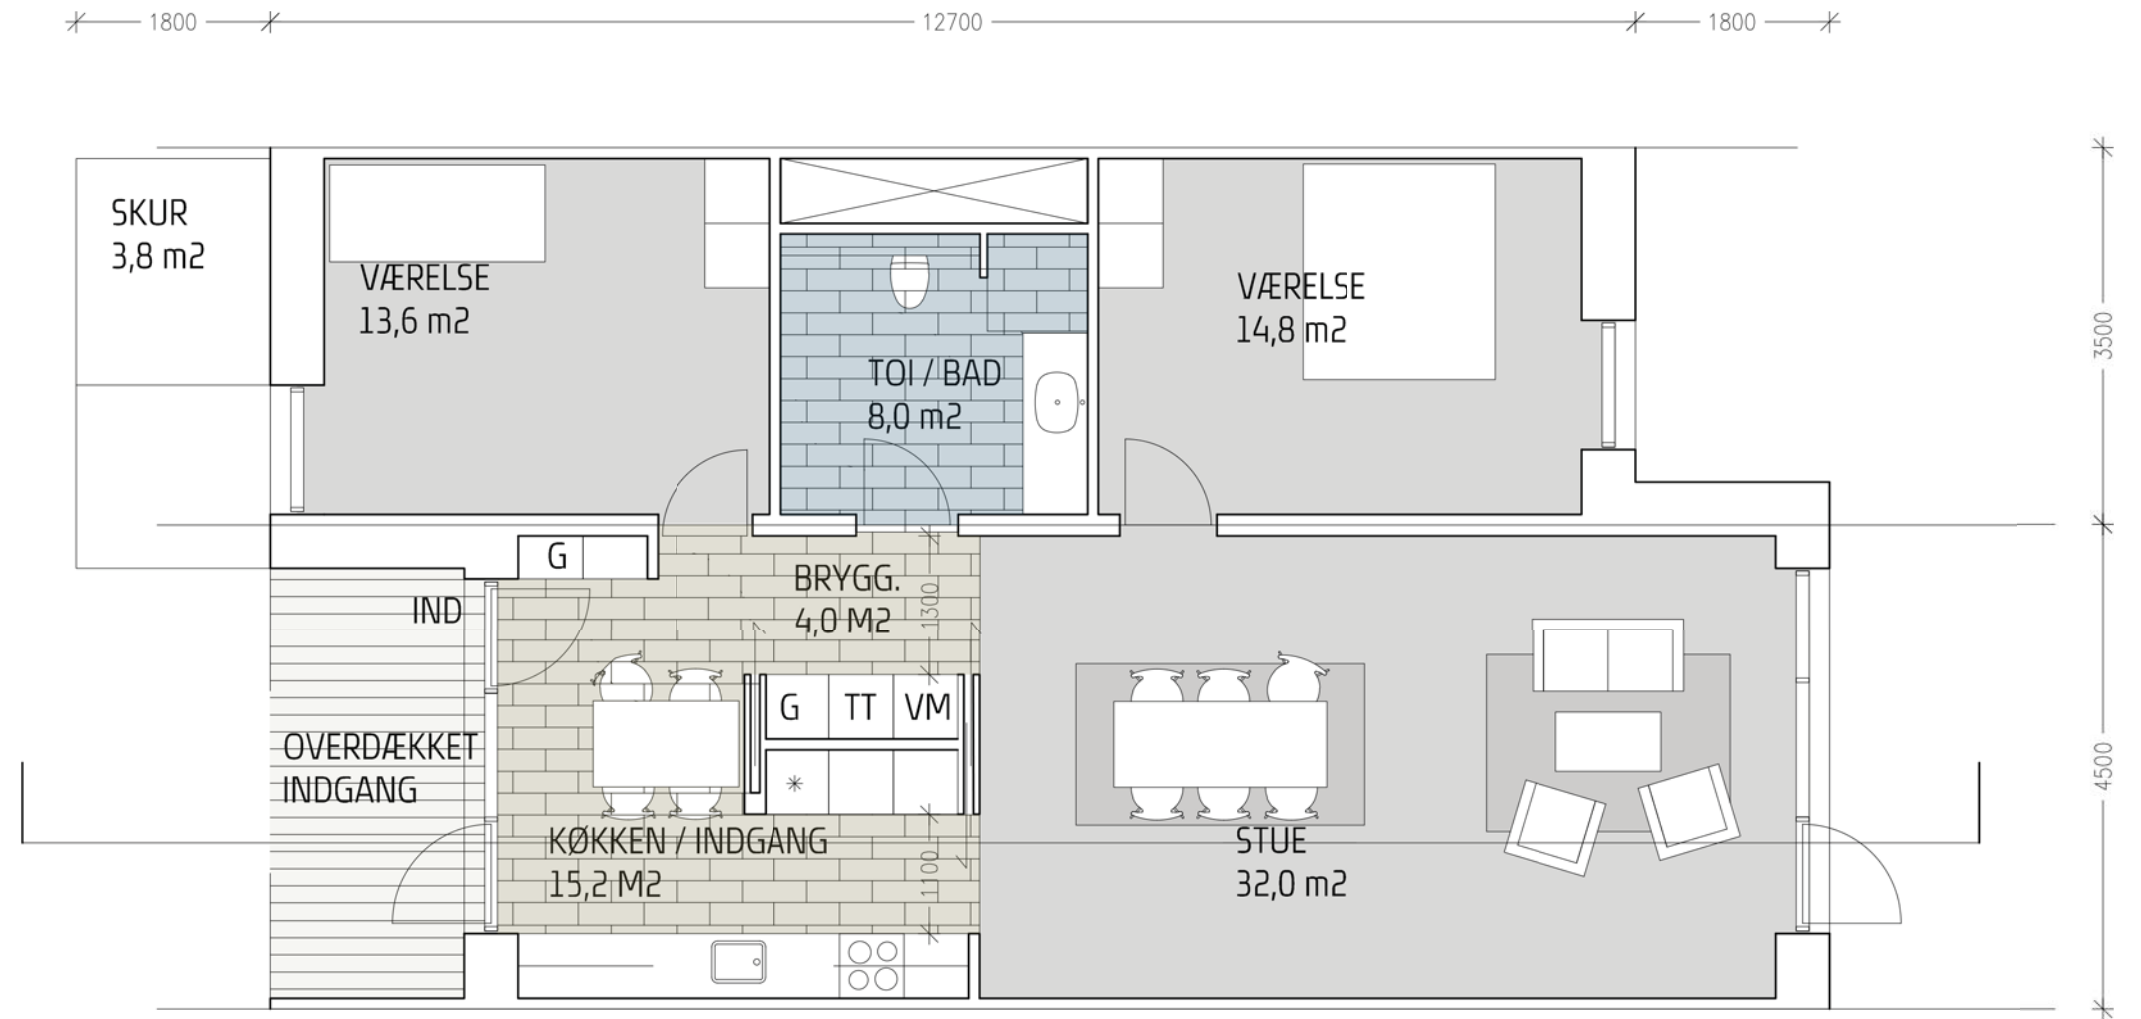 1800
12700
1800
SKUR
3,8 m2
VÆRELSE
13,6 m2
VÆRELSE
14,8 m2
3500
TOI / BAD
8,0 m2
G
BRYGG.
4,0 M2
1300
IND
G
TT
VM
OVERDÆKKET
INDGANG
4500
KØKKEN / INDGANG
15,2 M2
1100
STUE
32,0 m2